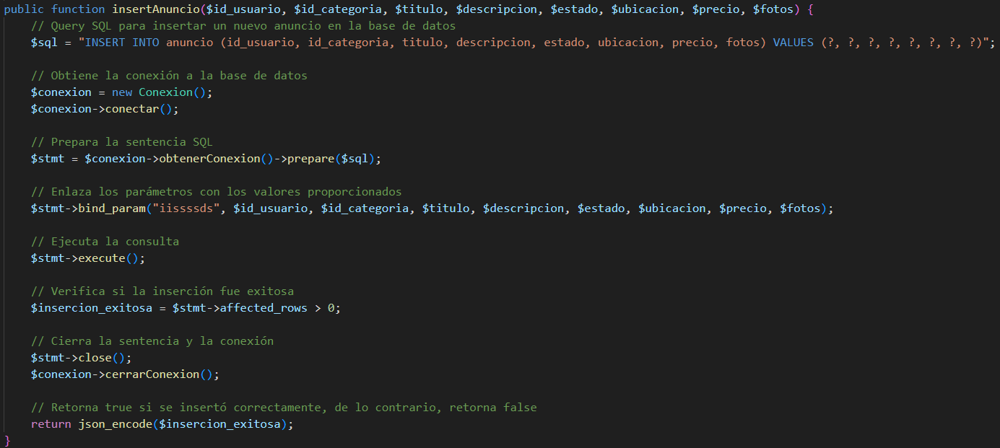 public function insertAnuncio($id_usuario, $id_categoria, $titulo, $descripcion, $estado, $ubicacion, $precio, $fotos) {
// Query SQL para insertar un nuevo anuncio en la base de datos
$sql = "INSERT INTO anuncio (id_usuario, id_categoria, titulo, descripcion, estado, ubicacion, precio, fotos) VALUES (?, ?, ?, ?, ?, ?, ?, ?)";
// Obtiene la conexión a la base de datos
$conexion = new Conexion();
$conexion->conectar();
// Prepara la sentencia SQL
$stmt = $conexion->obtenerConexion()->prepare($sql);
// Enlaza los parámetros con los valores proporcionados
$stmt->bind_param("iissssds", $id_usuario, $id_categoria, $titulo, $descripcion, $estado, $ubicacion, $precio, $fotos);
// Ejecuta la consulta
$stmt->execute();
// Verifica si la inserción fue exitosa
$insercion_exitosa = $stmt->affected_rows > 0;
// Cierra la sentencia y la conexión
$stmt->close();
$conexion->cerrarConexion();
// Retorna true si se insertó correctamente, de lo contrario, retorna false
return json_encode($insercion_exitosa);
}